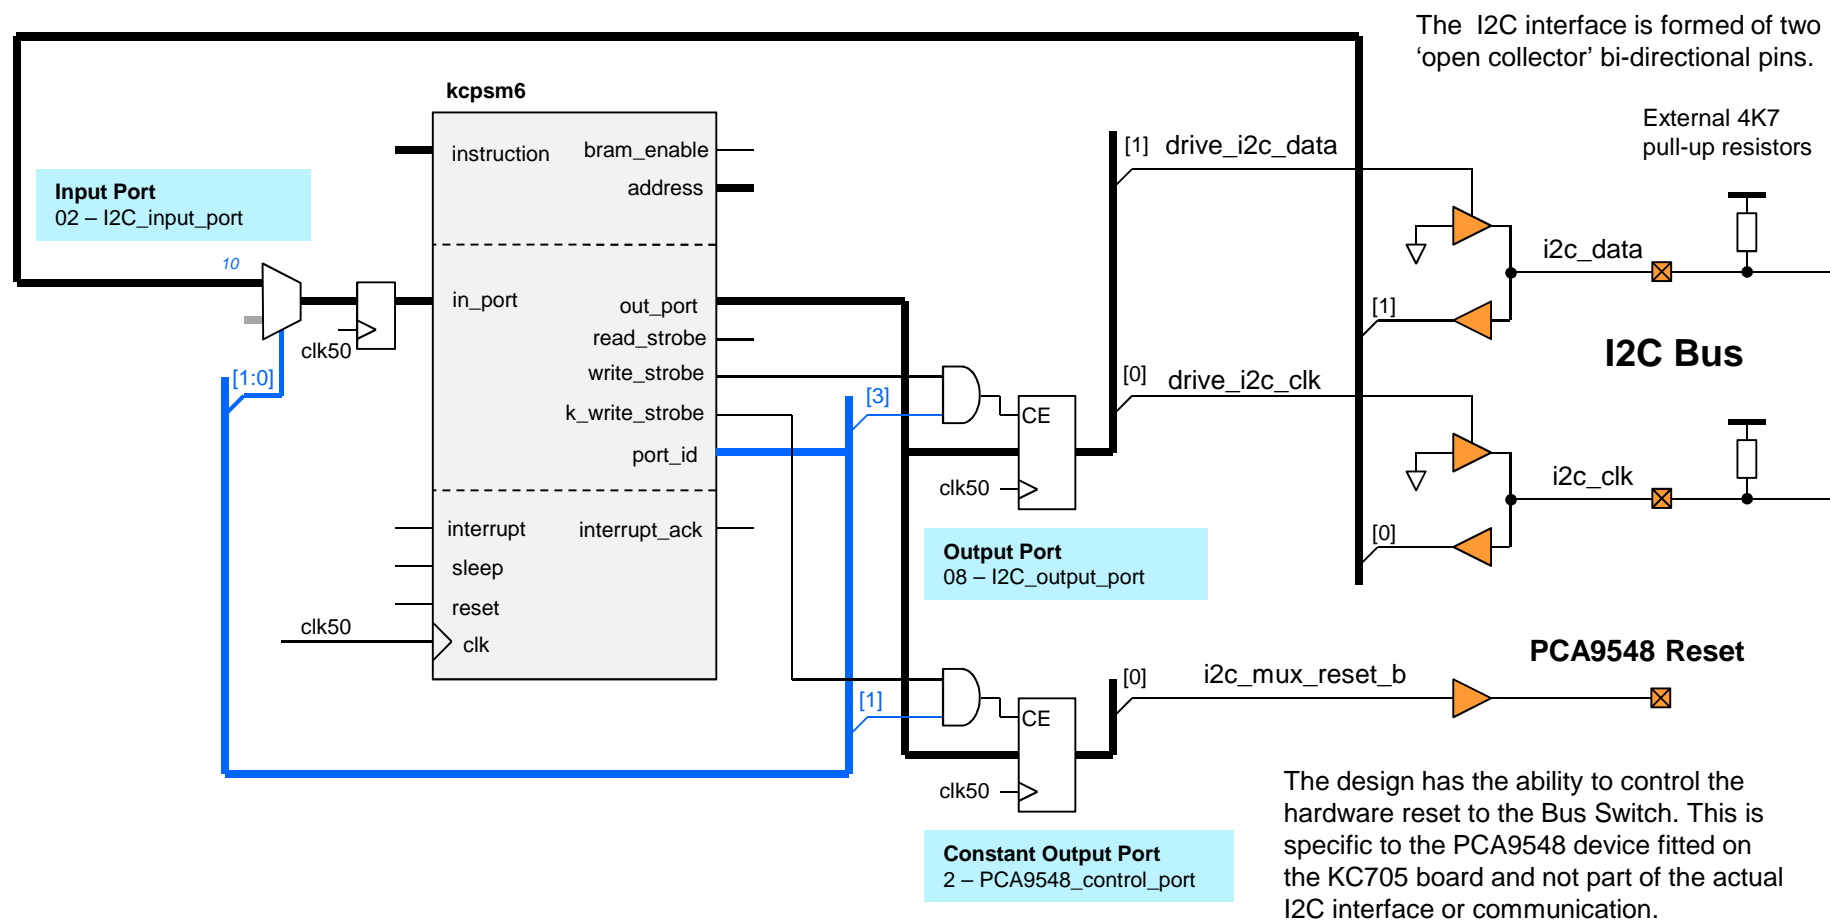 The  I2C interface is formed of two
‘open collector’ bi-directional pins.
kcpsm6
External 4K7
pull-up resistors
instruction
bram_enable
address
[1]
drive_i2c_data
Input Port
02 – I2C_input_port
10
i2c_data
in_port
out_port
[1]
read_strobe
clk50
I2C Bus
write_strobe
[1:0]
[0]
drive_i2c_clk
[3]
k_write_strobe
CE
port_id
i2c_clk
clk50
interrupt
interrupt_ack
[0]
Output Port
08 – I2C_output_port
sleep
reset
clk50
clk
PCA9548 Reset
[0]
i2c_mux_reset_b
[1]
CE
clk50
The design has the ability to control the
hardware reset to the Bus Switch. This is
specific to the PCA9548 device fitted on
the KC705 board and not part of the actual
I2C interface or communication.
Constant Output Port
2 – PCA9548_control_port